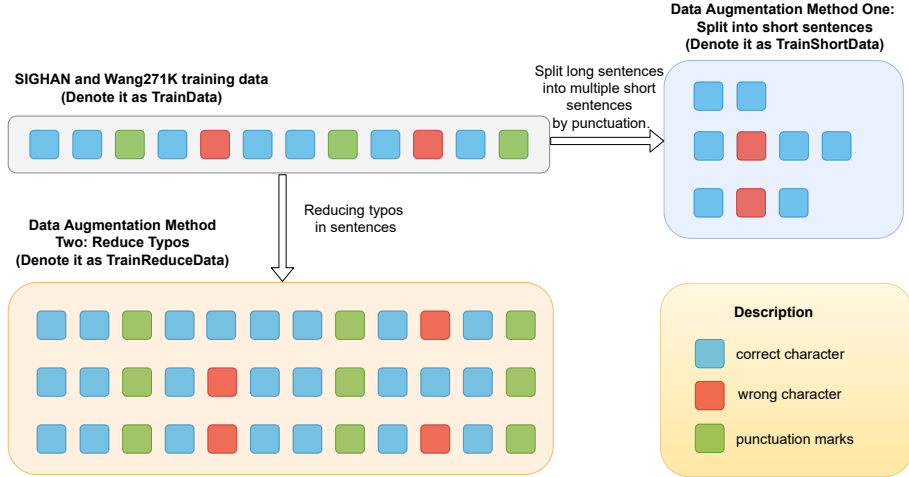 Data Augmentation Method One:
Split into short sentences
(Denote it as TrainShortData)
SIGHAN and Wang271K training data
(Denote it as TrainData)
Split long sentences
into multiple short
sentences
by punctuation.
Data Augmentation Method
Two: Reduce Typos
(Denote it as TrainReduceData)
Reducing typos
in sentences
Description
correct character
wrong character
punctuation marks